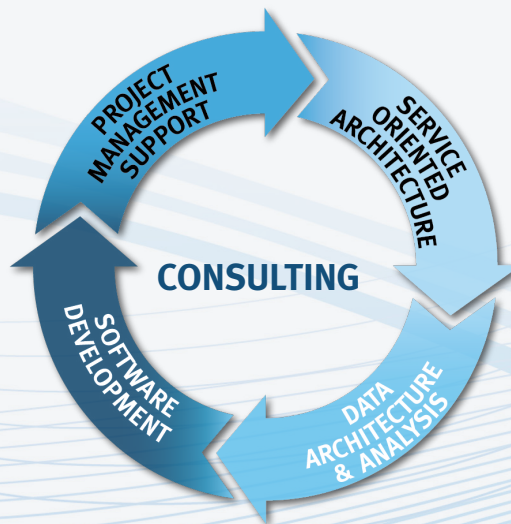 PROJECT
MANAGEMENT
SUPPORT
SERVICE
ORIENTED
ARCHITECTURE
CONSULTING
SOFTWARE
DEVELOPMENT
DATA
ARCHITECTURE
& ANALYSIS